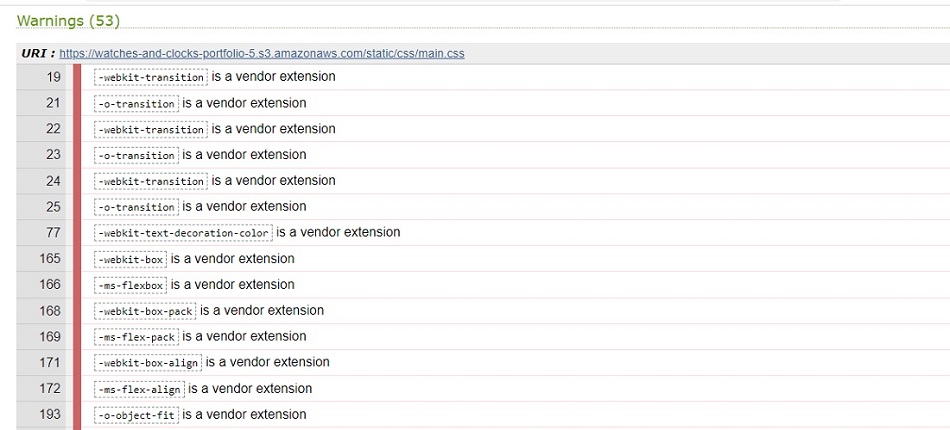 Warnings (53)
URI : https://watches-and-clocks-portfolio-5.s3.amazonaws.com/static/css/main.css
19 -webkit-transition is a vendor extension
21 -o-transition is a vendor extension
22 -webkit-transition is a vendor extension
23 -o-transition is a vendor extension
24 -webkit-transition is a vendor extension
25 -o-transition is a vendor extension
77 -webkit-text-decoration-color is a vendor extension
165 -webkit-box is a vendor extension
166 -ms-flexbox is a vendor extension
168 -webkit-box-pack is a vendor extension
169 -ms-flex-pack is a vendor extension
171 -webkit-box-align is a vendor extension
172 -ms-flex-align is a vendor extension
193 -o-object-fit is a vendor extension